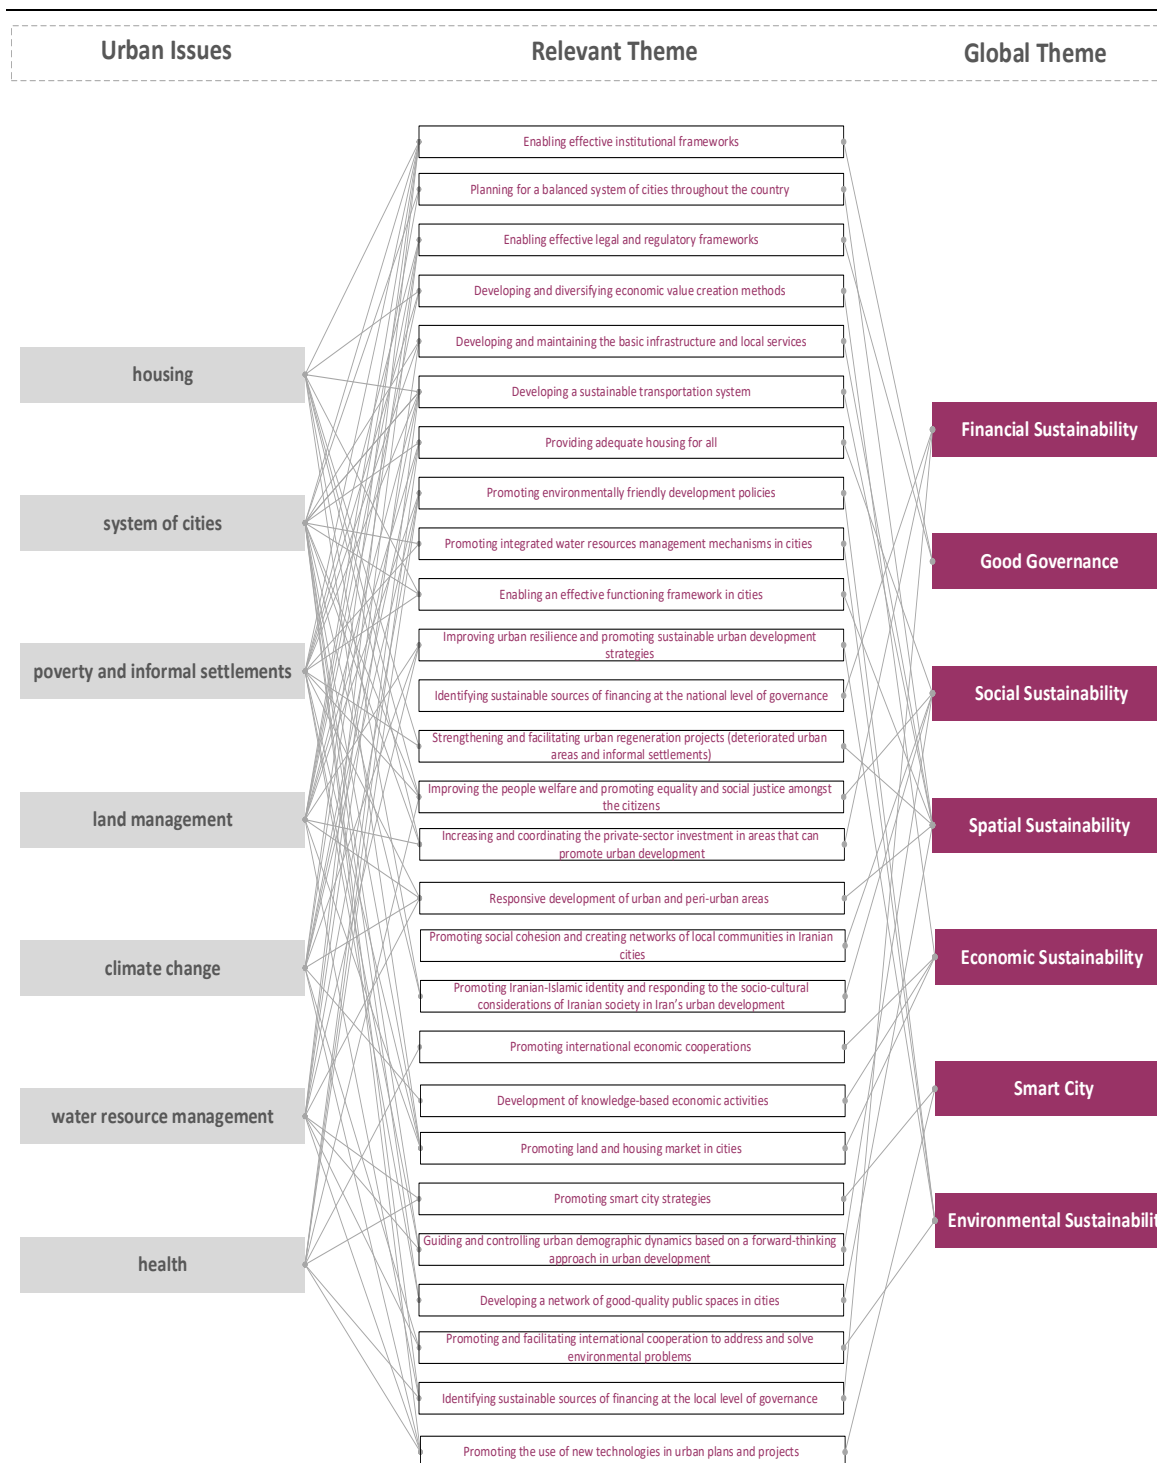 Urban Issues
Relevant Theme
Global Theme
housing
system of cities
poverty and informal settlements
land management
climate change
water resource management
health
Enabling effective institutional frameworks
Planning for a balanced system of cities throughout the country
Enabling effective legal and regulatory frameworks
Developing and diversifying economic value creation methods
Developing and maintaining the basic infrastructure and local services
Developing a sustainable transportation system
Providing adequate housing for all
Promoting environmentally friendly development policies
Promoting integrated water resources management mechanisms in cities
Enabling an effective functioning framework in cities
Improving urban resilience and promoting sustainable urban development
strategies
Identifying sustainable sources of financing at the national level of governance
Strengthening and facilitating urban regeneration projects (deteriorated urban
areas and informal settlements)
Improving the people welfare and promoting equality and social justice amongst
the citizens
Increasing and coordinating the private-sector investment in areas that can
promote urban development
Responsive development of urban and peri-urban areas
Promoting social cohesion and creating networks of local communities in Iranian
cities
Promoting Iranian-Islamic identity and responding to the socio-cultural
considerations of Iranian society in Iran's urban development
Promoting international economic cooperations
Development of knowledge-based economic activities
Promoting land and housing market in cities
Promoting smart city strategies
Guiding and controlling urban demographic dynamics based on a forward-thinking
approach in urban development
Developing a network of good-quality public spaces in cities
Promoting and facilitating international cooperation to address and solve
environmental problems
Identifying sustainable sources of financing at the local level of governance
Promoting the use of new technologies in urban plans and projects
Financial Sustainability
Good Governance
Social Sustainability
Spatial Sustainability
Economic Sustainability
Smart City
Environmental Sustainabilit